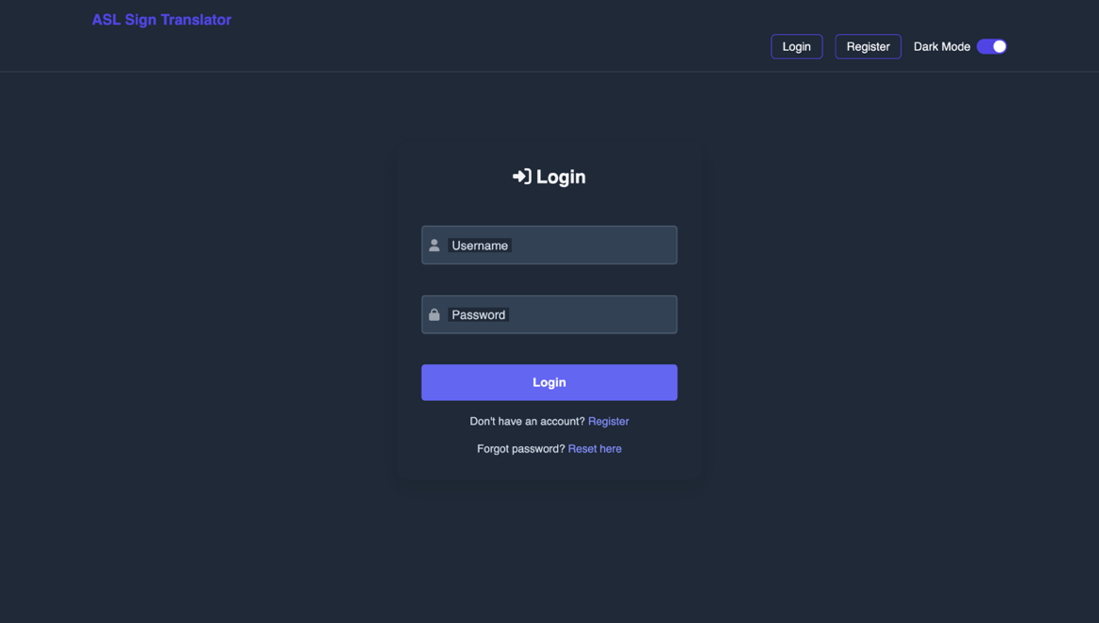 ASL Sign Translator
Login Register Dark Mode
Login
Username
Password
Login
Don't have an account? Register
Forgot password? Reset here